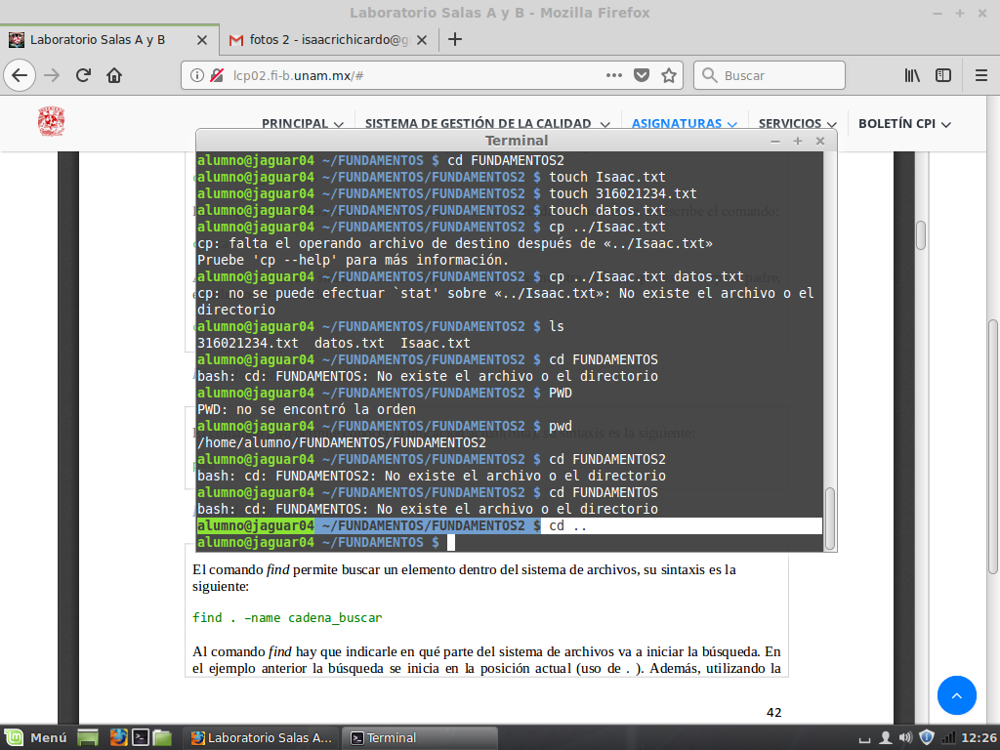 Laboratorio Salas A y B - Mozilla Firefox
Laboratorio Salas A y B
fotos 2 - isaacrichicardo@g
lcp02.fi-b.unam.mx/#
Buscar
PRINCIPAL
SISTEMA DE GESTIÓN DE LA CALIDAD
ASIGNATURAS
SERVICIOS
BOLETÍN CPI
Terminal
alumno@jaguar04 ~/FUNDAMENTOS $ cd FUNDAMENTOS2
alumno@jaguar04 ~/FUNDAMENTOS/FUNDAMENTOS2 $ touch Isaac.txt
alumno@jaguar04 ~/FUNDAMENTOS/FUNDAMENTOS2 $ touch 316021234.txt
alumno@jaguar04 ~/FUNDAMENTOS/FUNDAMENTOS2 $ touch datos.txt
alumno@jaguar04 ~/FUNDAMENTOS/FUNDAMENTOS2 $ cp ../Isaac.txt
cp: falta el operando archivo de destino después de «../Isaac.txt»
Pruebe 'cp --help' para más información.
alumno@jaguar04 ~/FUNDAMENTOS/FUNDAMENTOS2 $ cp ../Isaac.txt datos.txt
cp: no se puede efectuar `stat' sobre «../Isaac.txt»: No existe el archivo o el
directorio
alumno@jaguar04 ~/FUNDAMENTOS/FUNDAMENTOS2 $ ls
316021234.txt  datos.txt  Isaac.txt
alumno@jaguar04 ~/FUNDAMENTOS/FUNDAMENTOS2 $ cd FUNDAMENTOS
bash: cd: FUNDAMENTOS: No existe el archivo o el directorio
alumno@jaguar04 ~/FUNDAMENTOS/FUNDAMENTOS2 $ PWD
PWD: no se encontró la orden
alumno@jaguar04 ~/FUNDAMENTOS/FUNDAMENTOS2 $ pwd
/home/alumno/FUNDAMENTOS/FUNDAMENTOS2
alumno@jaguar04 ~/FUNDAMENTOS/FUNDAMENTOS2 $ cd FUNDAMENTOS2
bash: cd: FUNDAMENTOS2: No existe el archivo o el directorio
alumno@jaguar04 ~/FUNDAMENTOS/FUNDAMENTOS2 $ cd FUNDAMENTOS
bash: cd: FUNDAMENTOS: No existe el archivo o el directorio
alumno@jaguar04 ~/FUNDAMENTOS/FUNDAMENTOS2 $ cd ..
alumno@jaguar04 ~/FUNDAMENTOS $
El comando find permite buscar un elemento dentro del sistema de archivos, su sintaxis es la
siguiente:
find . –name cadena_buscar
Al comando find hay que indicarle en qué parte del sistema de archivos va a iniciar la búsqueda. En
el ejemplo anterior la búsqueda se inicia en la posición actual (uso de . ). Además, utilizando la
42
Menú
Laboratorio Salas A...
Terminal
12:26